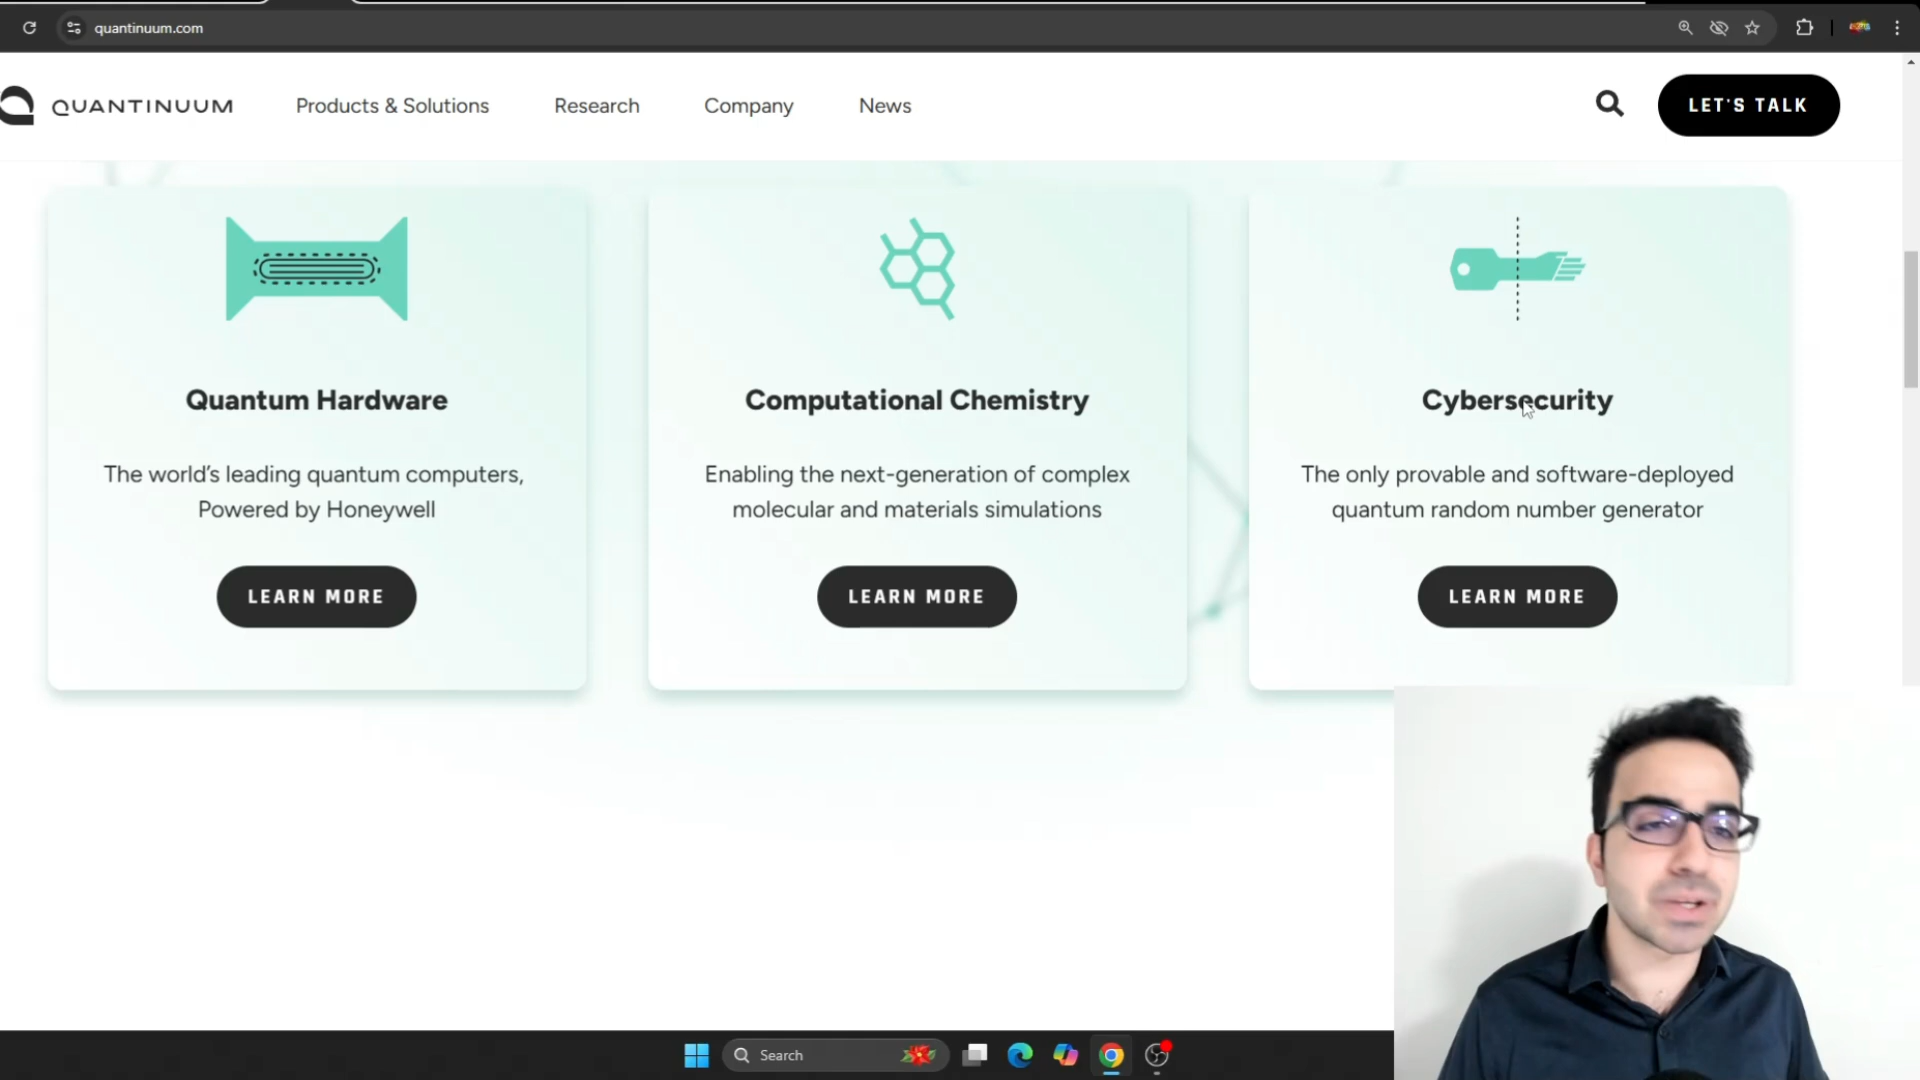 quantinuum.com
QUANTINUUM
Products & Solutions
Research
Company
News
LET'S TALK
Quantum Hardware
The world's leading quantum computers,
Powered by Honeywell
LEARN MORE
Computational Chemistry
Enabling the next-generation of complex
molecular and materials simulations
LEARN MORE
Cybersecurity
The only provable and software-deployed
quantum random number generator
LEARN MORE
Search